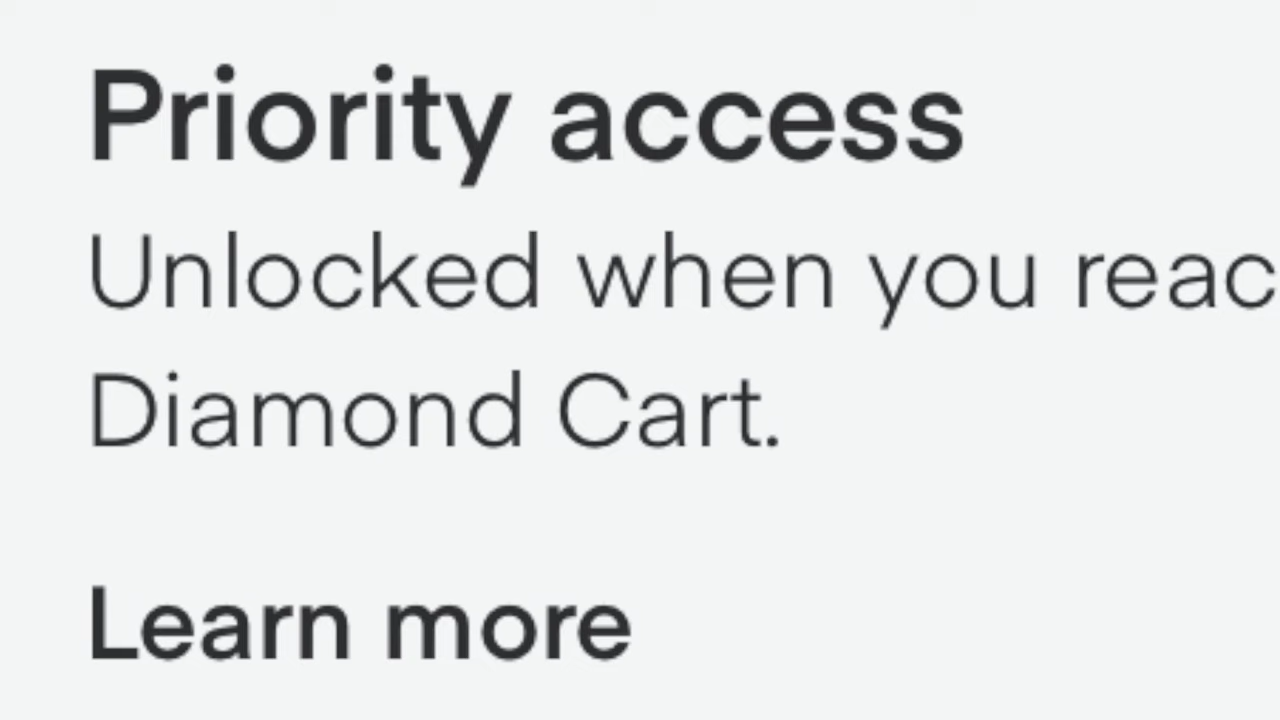 Priority access
Unlocked when you reac
Diamond Cart.
Learn more